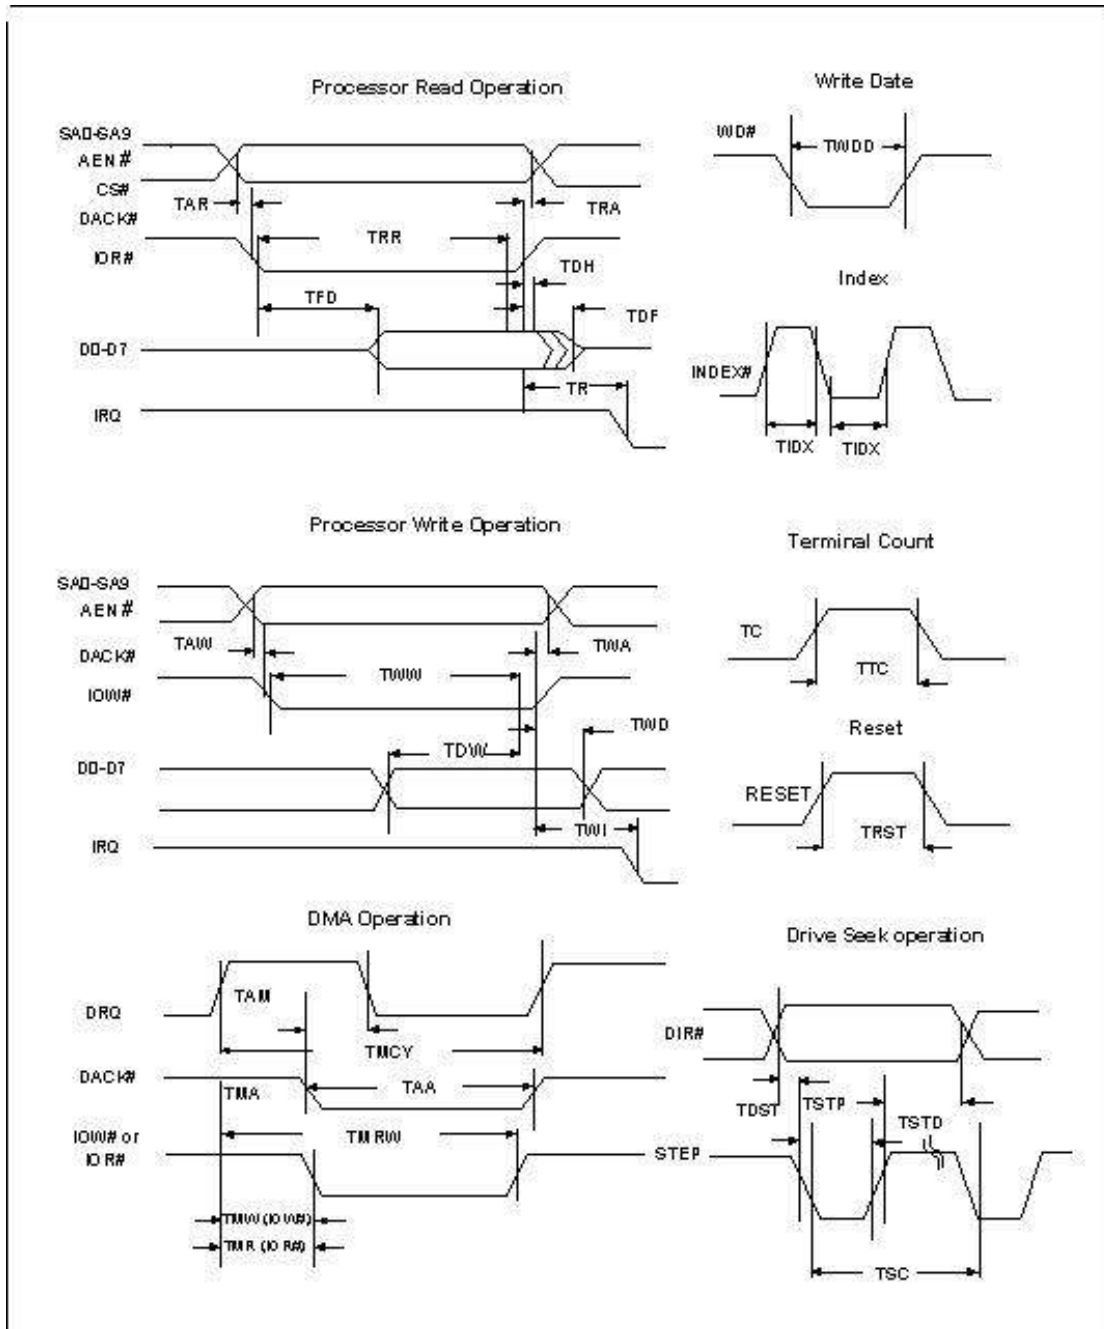 Processor Read Operation
SA0-SA9
AEN#
CS#
TAR
TRA
DACK#
TRR
IOR#
TDH
TFD
TDF
D0-D7
TR
IRQ
Write Date
WD#
TWDD
Index
INDEX#
TIDX
TIDX
Processor Write Operation
SA0-SA9
AEN#
TAW
TWA
DACK#
TWW
IOW#
TWD
TDW
D0-D7
TWI
IRQ
Terminal Count
TC
TTC
Reset
RESET
TRST
DMA Operation
TAM
DRQ
TMCY
DACK#
TMA
TAA
IOW# or
IOR#
TMRW
TMW (IOW#)
TMR (IOR#)
Drive Seek operation
DIR#
TDST
TSTP
TSTD
STEP
TSC